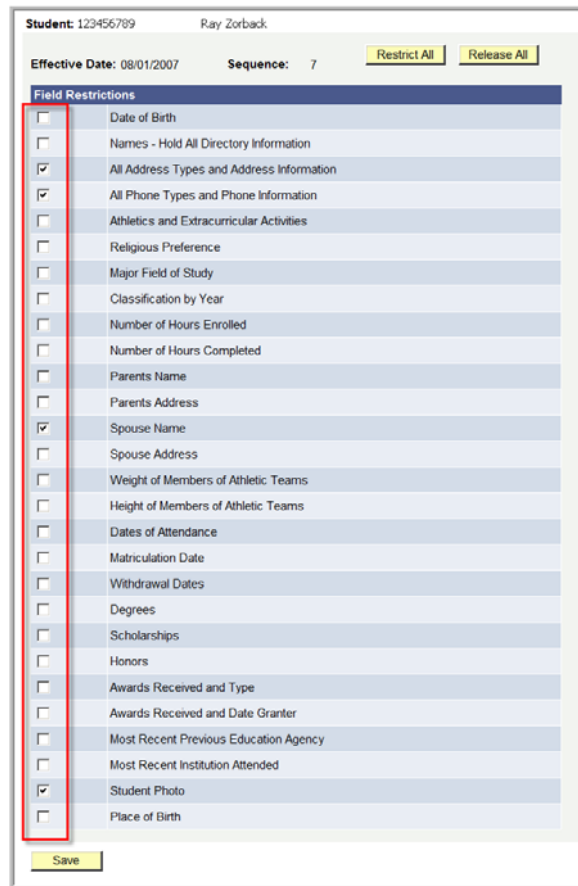 Student: 123456789 Ray Zorback
Effective Date: 08/01/2007 Sequence: 7 Restrict All Release All
Field Restrictions
Date of Birth
Names - Hold All Directory Information
All Address Types and Address Information
All Phone Types and Phone Information
Athletics and Extracurricular Activities
Religious Preference
Major Field of Study
Classification by Year
Number of Hours Enrolled
Number of Hours Completed
Parents Name
Parents Address
Spouse Name
Spouse Address
Weight of Members of Athletic Teams
Height of Members of Athletic Teams
Dates of Attendance
Matriculation Date
Withdrawal Dates
Degrees
Scholarships
Honors
Awards Received and Type
Awards Received and Date Granter
Most Recent Previous Education Agency
Most Recent Institution Attended
Student Photo
Place of Birth
Save